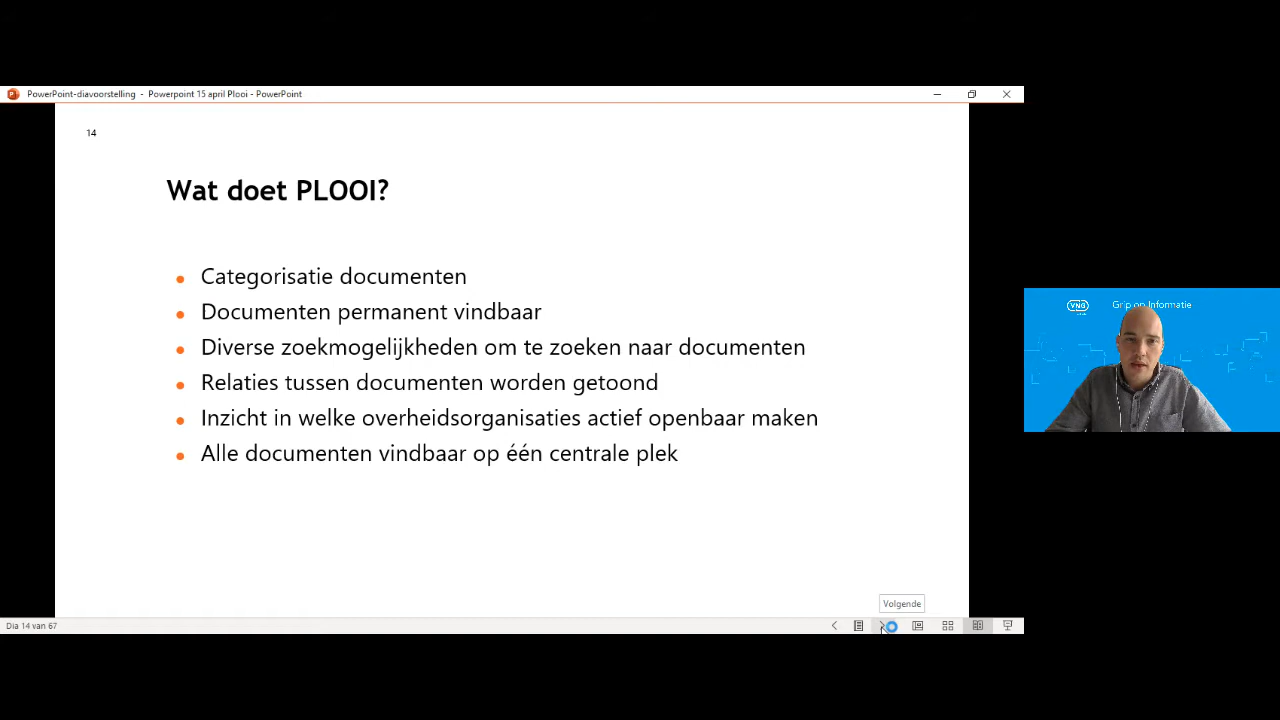 PowerPoint-diavoorstelling - Powerpoint 15 april Plooi - PowerPoint
14
Wat doet PLOOI?
Categorisatie documenten
Documenten permanent vindbaar
Diverse zoekmogelijkheden om te zoeken naar documenten
Relaties tussen documenten worden getoond
Inzicht in welke overheidsorganisaties actief openbaar maken
Alle documenten vindbaar op één centrale plek
Volgende
Dia 14 van 67
VNG
Grip op Informatie